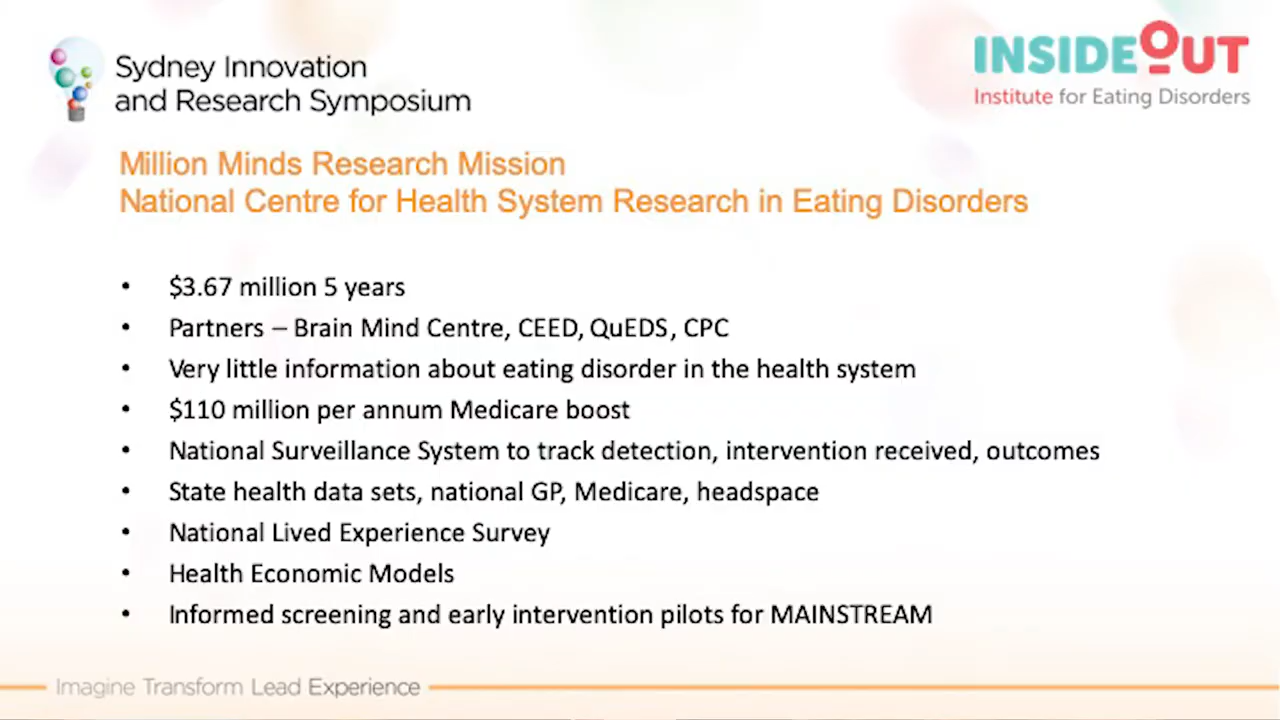 Sydney Innovation
and Research Symposium
INSIDEOUT
Institute for Eating Disorders
Million Minds Research Mission
National Centre for Health System Research in Eating Disorders
• $3.67 million 5 years
• Partners – Brain Mind Centre, CEED, QuEDS, CPC
• Very little information about eating disorder in the health system
• $110 million per annum Medicare boost
• National Surveillance System to track detection, intervention received, outcomes
• State health data sets, national GP, Medicare, headspace
• National Lived Experience Survey
• Health Economic Models
• Informed screening and early intervention pilots for MAINSTREAM
Imagine Transform Lead Experience